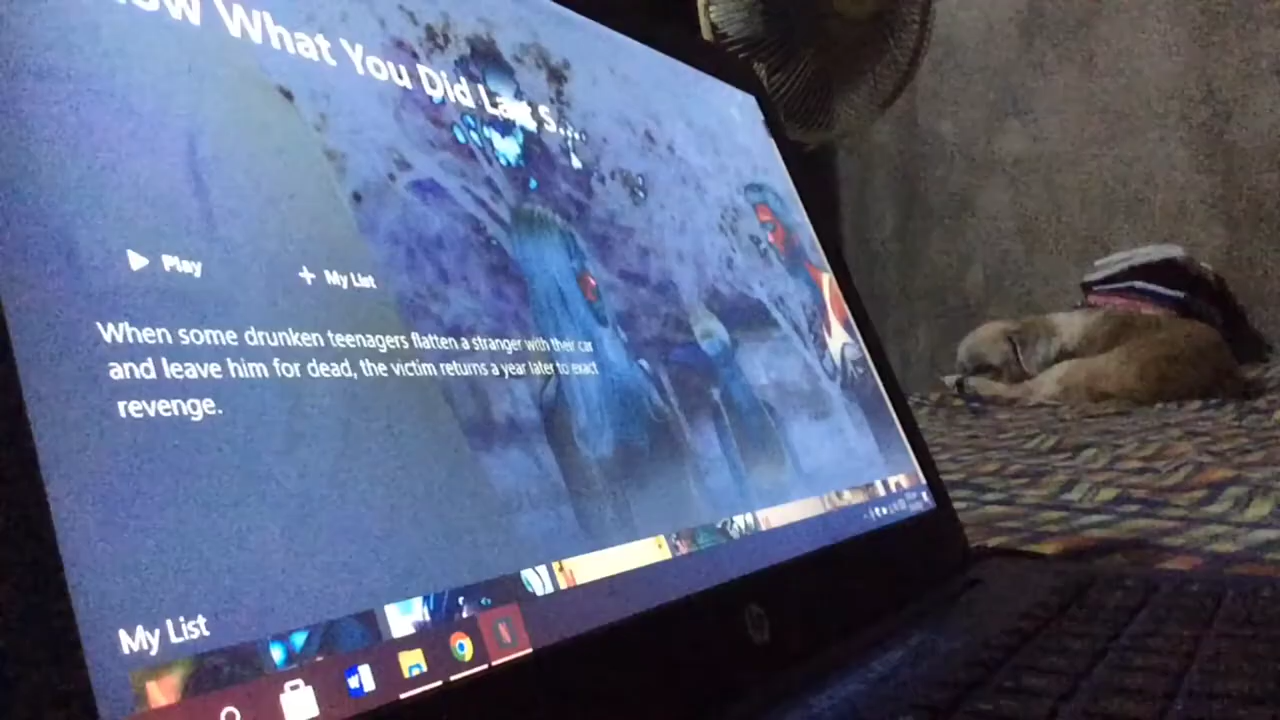 What You Did La S...
Play
My List
When some drunken teenagers flatten a stranger with their car
and leave him for dead, the victim returns a year later to exact
revenge.
My List
hp